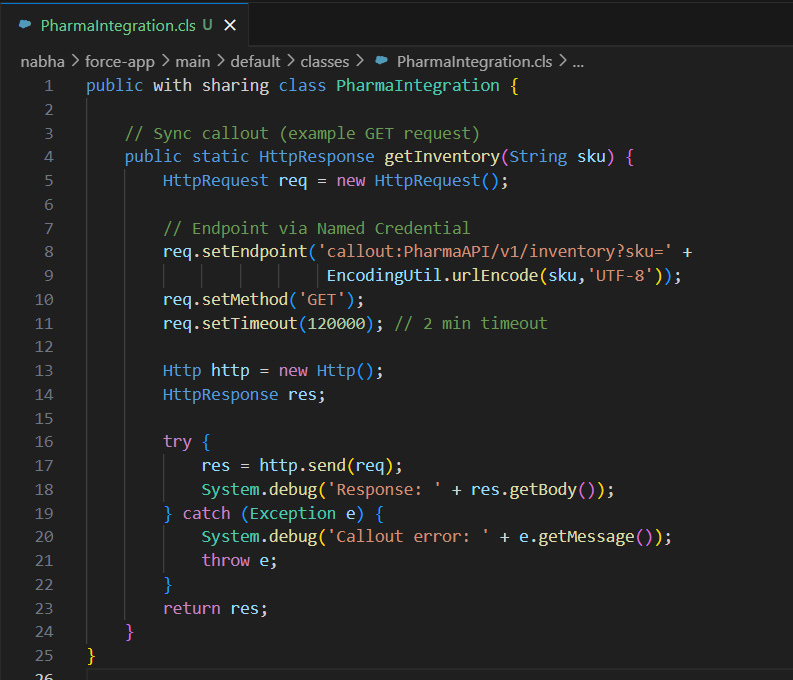 PharmaIntegration.cls U ✕
nabha > force-app > main > default > classes > PharmaIntegration.cls > ...
1 public with sharing class PharmaIntegration {
2
3     // Sync callout (example GET request)
4     public static HttpResponse getInventory(String sku) {
5         HttpRequest req = new HttpRequest();
6
7         // Endpoint via Named Credential
8         req.setEndpoint('callout:PharmaAPI/v1/inventory?sku=' +
9                          EncodingUtil.urlEncode(sku,'UTF-8'));
10         req.setMethod('GET');
11         req.setTimeout(120000); // 2 min timeout
12
13         Http http = new Http();
14         HttpResponse res;
15
16         try {
17             res = http.send(req);
18             System.debug('Response: ' + res.getBody());
19         } catch (Exception e) {
20             System.debug('Callout error: ' + e.getMessage());
21             throw e;
22         }
23         return res;
24     }
25 }
26